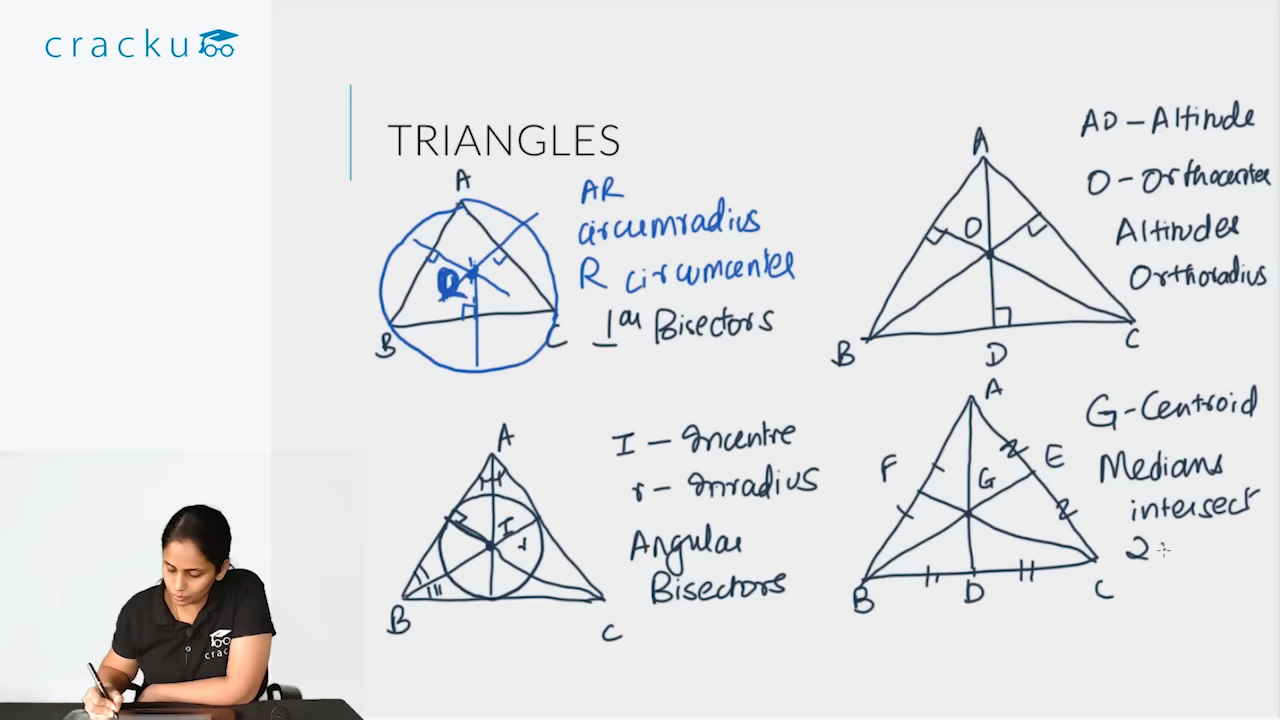 cracku
TRIANGLES
A
B
C
AR
circumradius
R circumcenter
⊥ar Bisectors
A
O
B
D
C
AD - Altitude
O - Orthocenter
Altitudes
Orthoradius
A
I
r
B
C
I - Incentre
r - Inradius
Angular
Bisectors
A
F
E
G
B
D
C
G - Centroid
Medians
intersect
2
crac